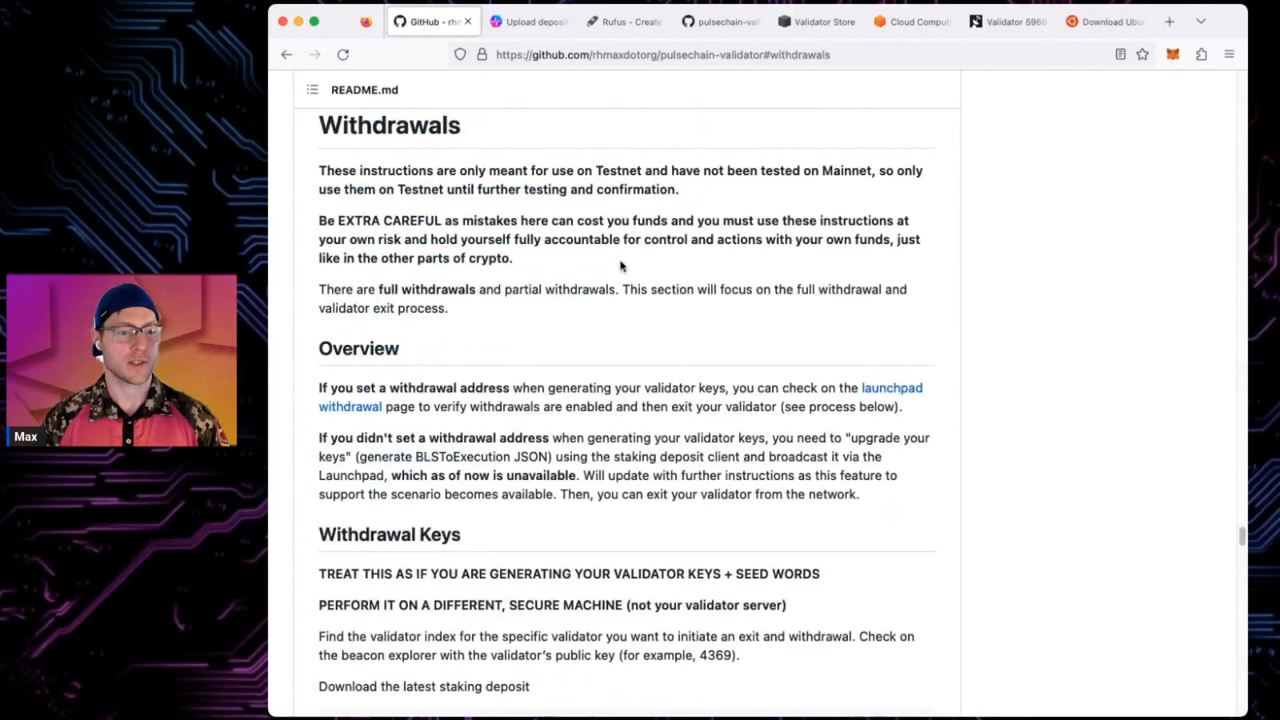 GitHub - rhm
Upload deposi
Rufus - Create
pulsechain-vali
Validator Store
Cloud Comput
Validator 5968
Download Ubu
https://github.com/rhmaxdotorg/pulsechain-validator#withdrawals
README.md
Withdrawals
These instructions are only meant for use on Testnet and have not been tested on Mainnet, so only
use them on Testnet until further testing and confirmation.
Be EXTRA CAREFUL as mistakes here can cost you funds and you must use these instructions at
your own risk and hold yourself fully accountable for control and actions with your own funds, just
like in the other parts of crypto.
There are full withdrawals and partial withdrawals. This section will focus on the full withdrawal and
validator exit process.
Overview
If you set a withdrawal address when generating your validator keys, you can check on the launchpad
withdrawal page to verify withdrawals are enabled and then exit your validator (see process below).
If you didn't set a withdrawal address when generating your validator keys, you need to "upgrade your
keys" (generate BLSToExecution JSON) using the staking deposit client and broadcast it via the
Launchpad, which as of now is unavailable. Will update with further instructions as this feature to
support the scenario becomes available. Then, you can exit your validator from the network.
Withdrawal Keys
TREAT THIS AS IF YOU ARE GENERATING YOUR VALIDATOR KEYS + SEED WORDS
PERFORM IT ON A DIFFERENT, SECURE MACHINE (not your validator server)
Find the validator index for the specific validator you want to initiate an exit and withdrawal. Check on
the beacon explorer with the validator's public key (for example, 4369).
Download the latest staking deposit
Max